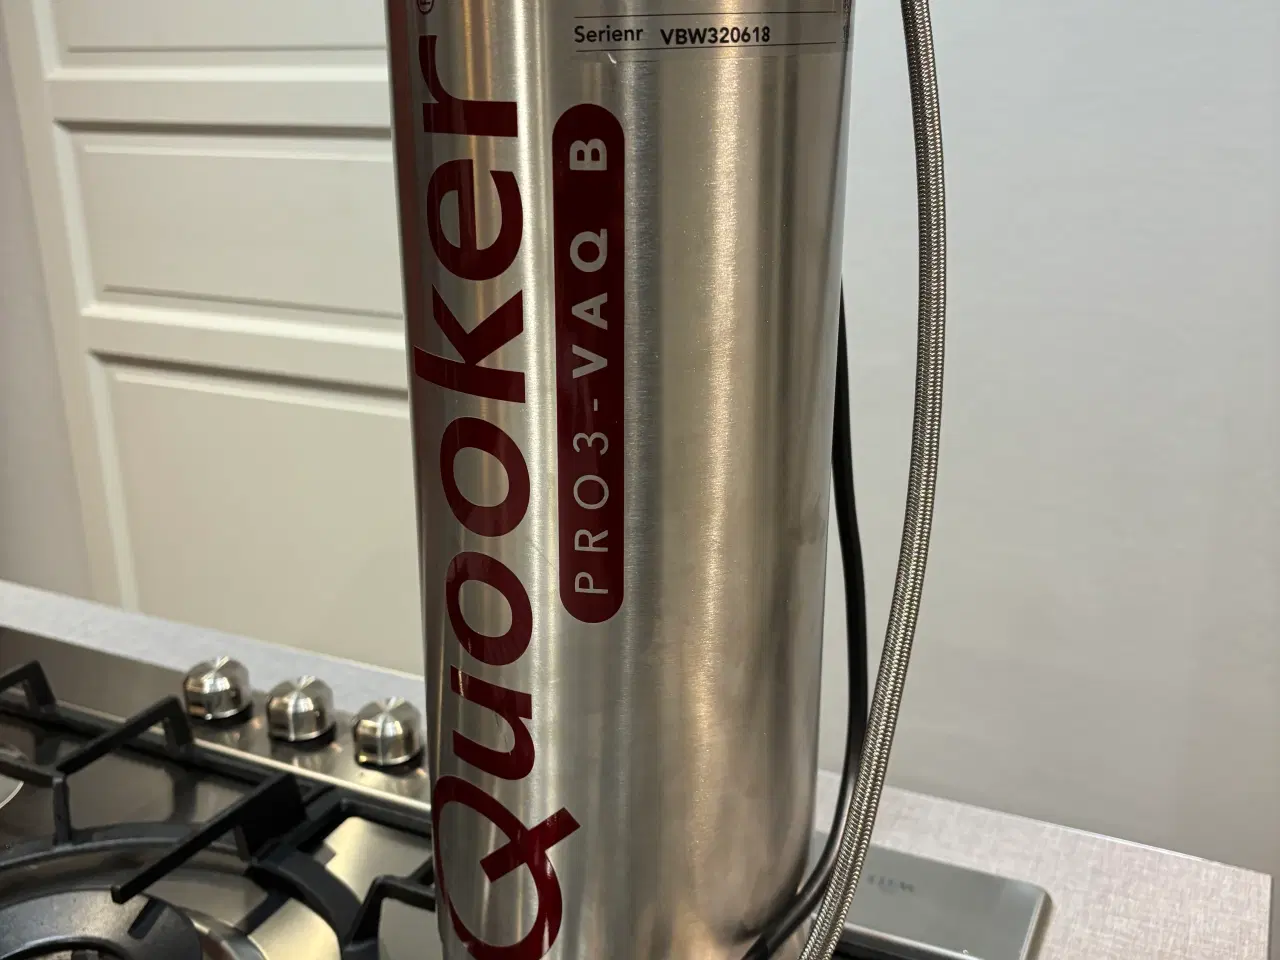 Serienr VBW320618
Quooker®
PRO3-VAQ B